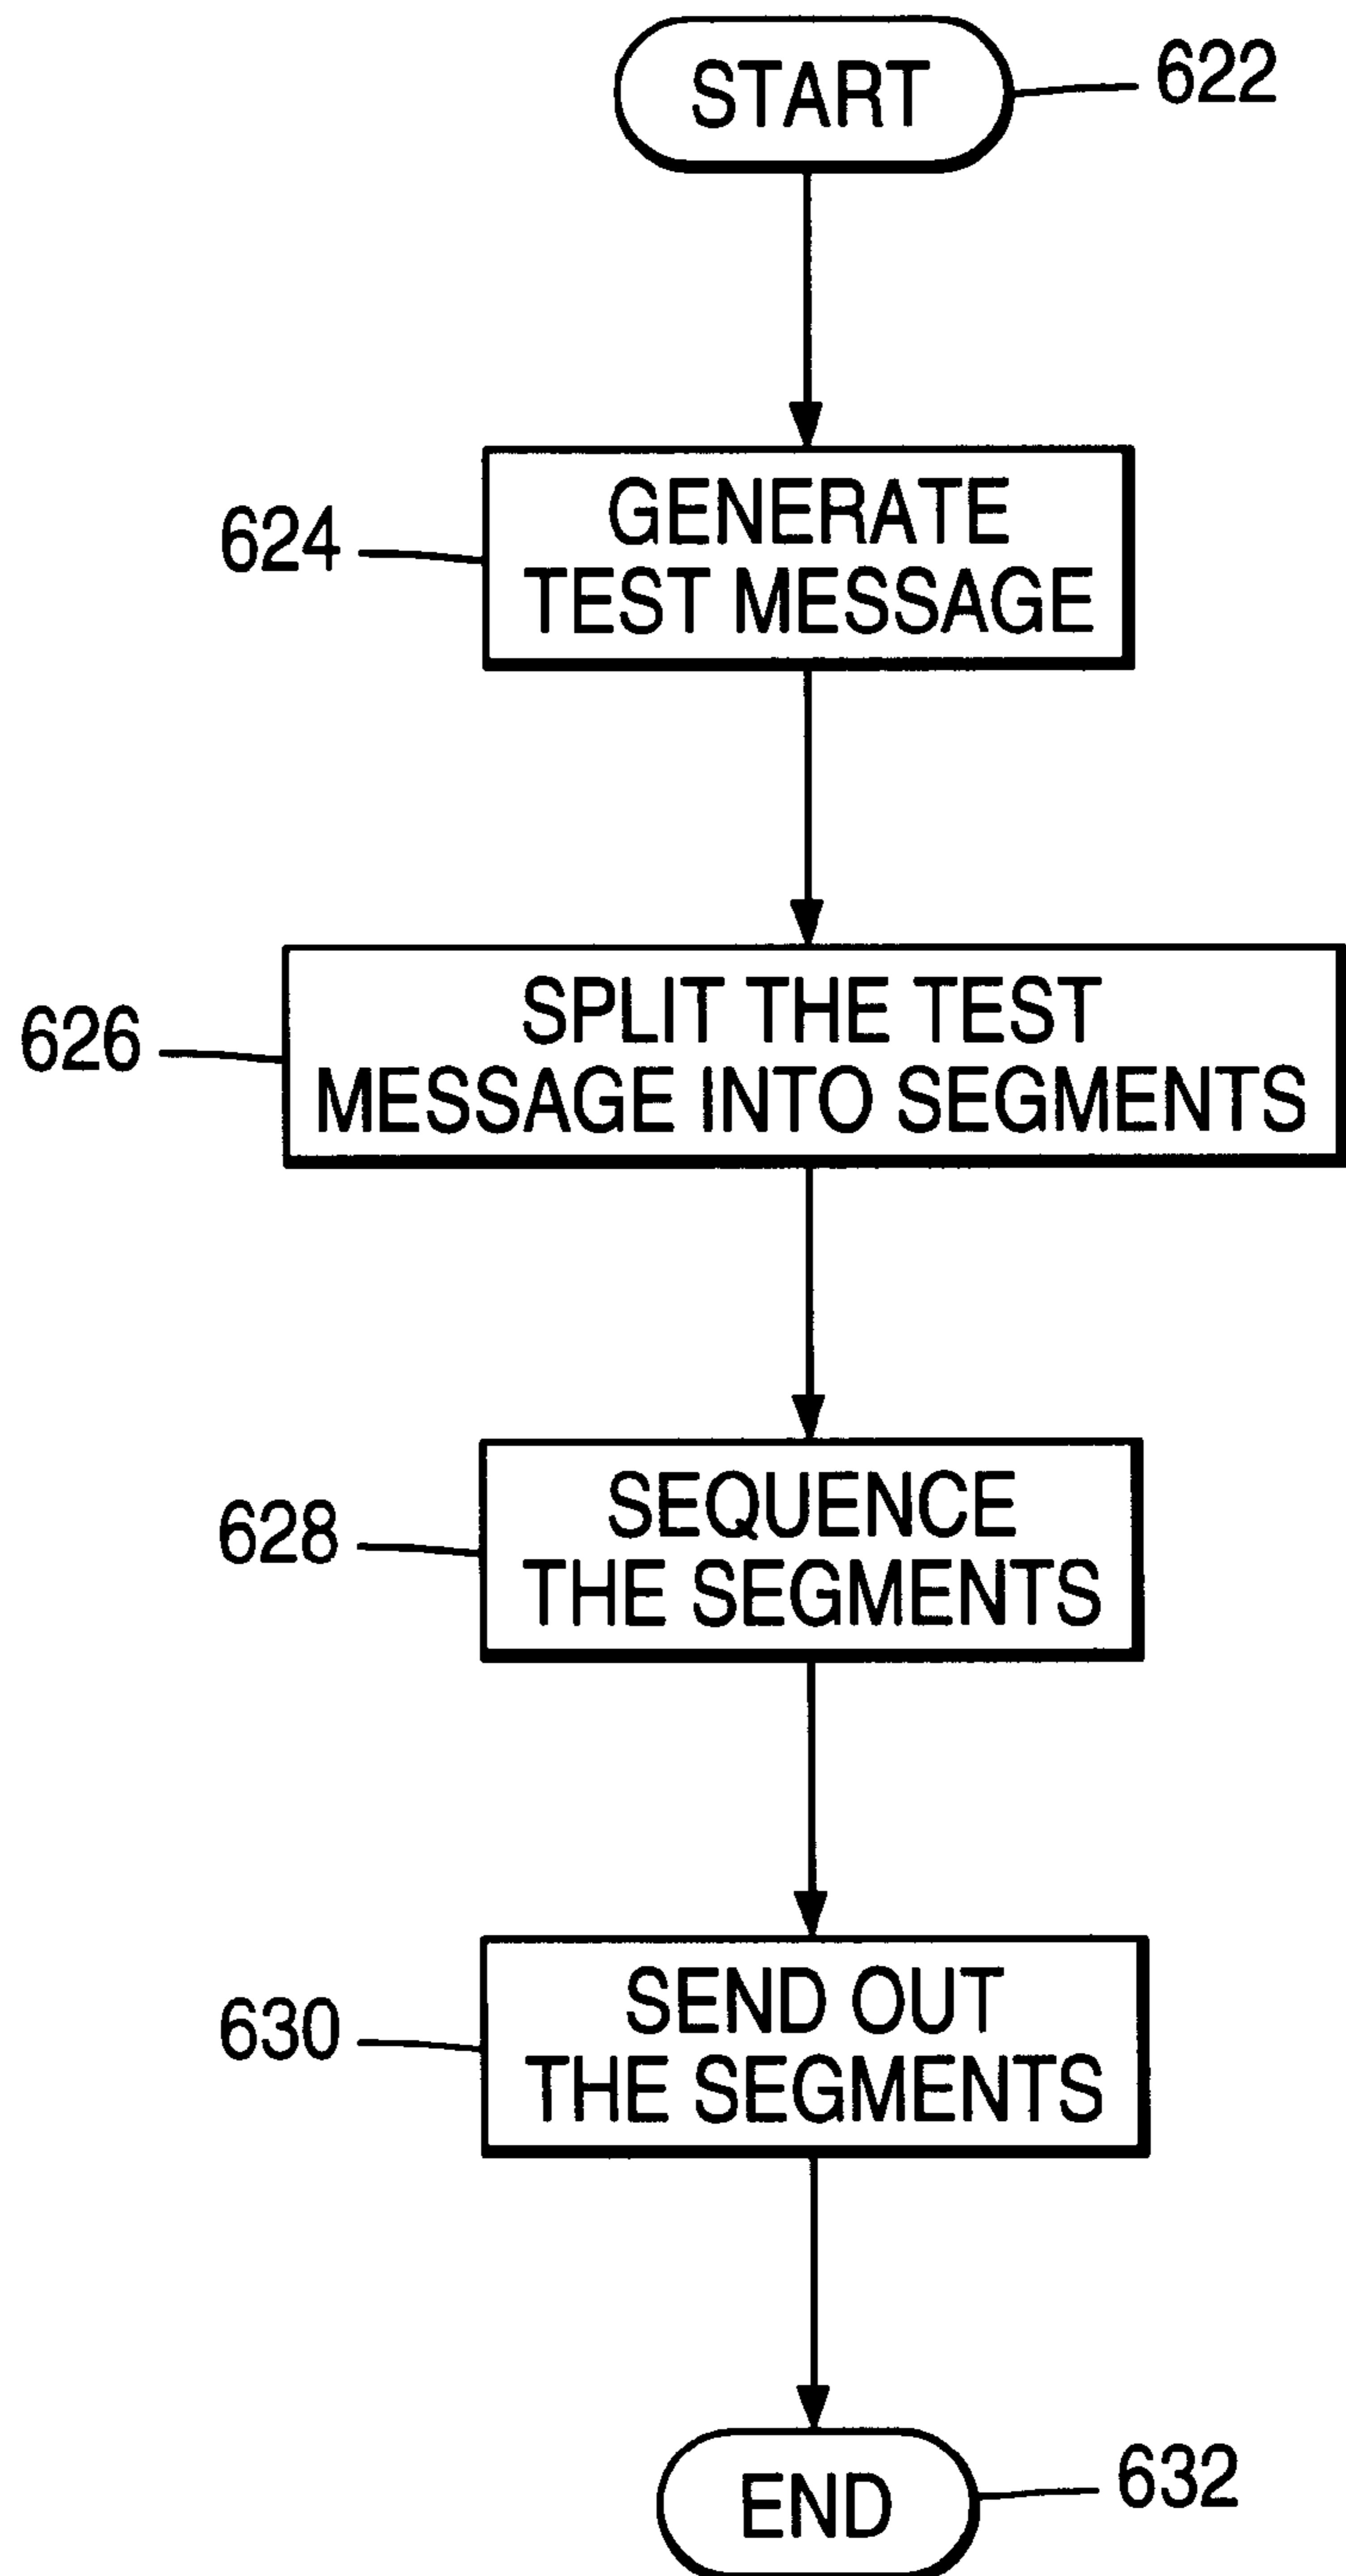 START
622
GENERATE
TEST MESSAGE
624
SPLIT THE TEST
MESSAGE INTO SEGMENTS
626
SEQUENCE
THE SEGMENTS
628
SEND OUT
THE SEGMENTS
630
END
632